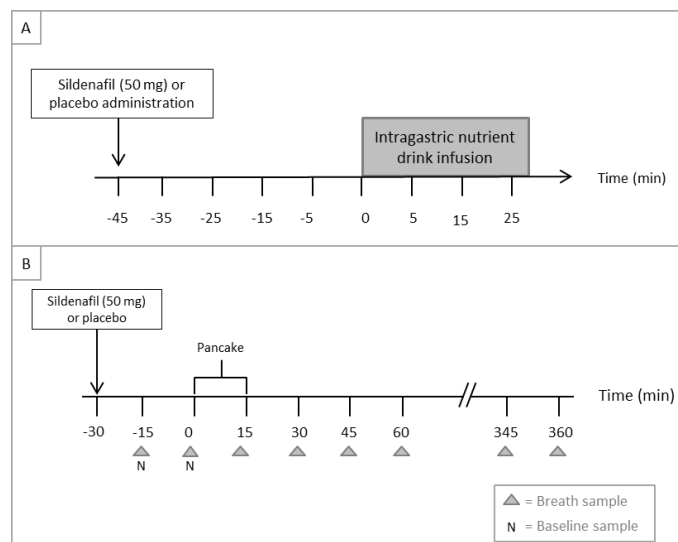 A
Sildenafil (50 mg) or
placebo administration
Intragastric nutrient
drink infusion
Time (min)
-45 -35 -25 -15 -5 0 5 15 25
B
Sildenafil (50 mg)
or placebo
Pancake
Time (min)
-30 -15 0 15 30 45 60 345 360
N N
= Breath sample
N = Baseline sample